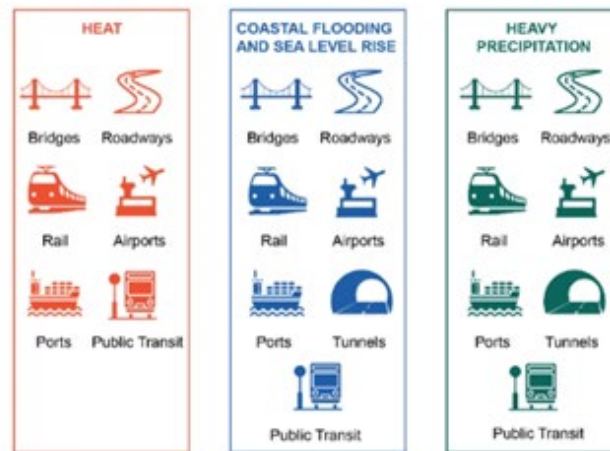 HEAT
Bridges Roadways
Rail Airports
Ports Public Transit
COASTAL FLOODING
AND SEA LEVEL RISE
Bridges Roadways
Rail Airports
Ports Tunnels
Public Transit
HEAVY
PRECIPITATION
Bridges Roadways
Rail Airports
Ports Tunnels
Public Transit